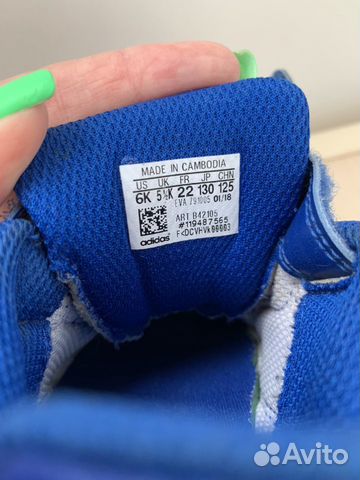 MADE IN CAMBODIA
US UK FR JP CHN
6K 5½K 22 130 125
EVA 791005 01/18
ART B42105
#119487565
F<DCVHVk00003
adidas
Avito